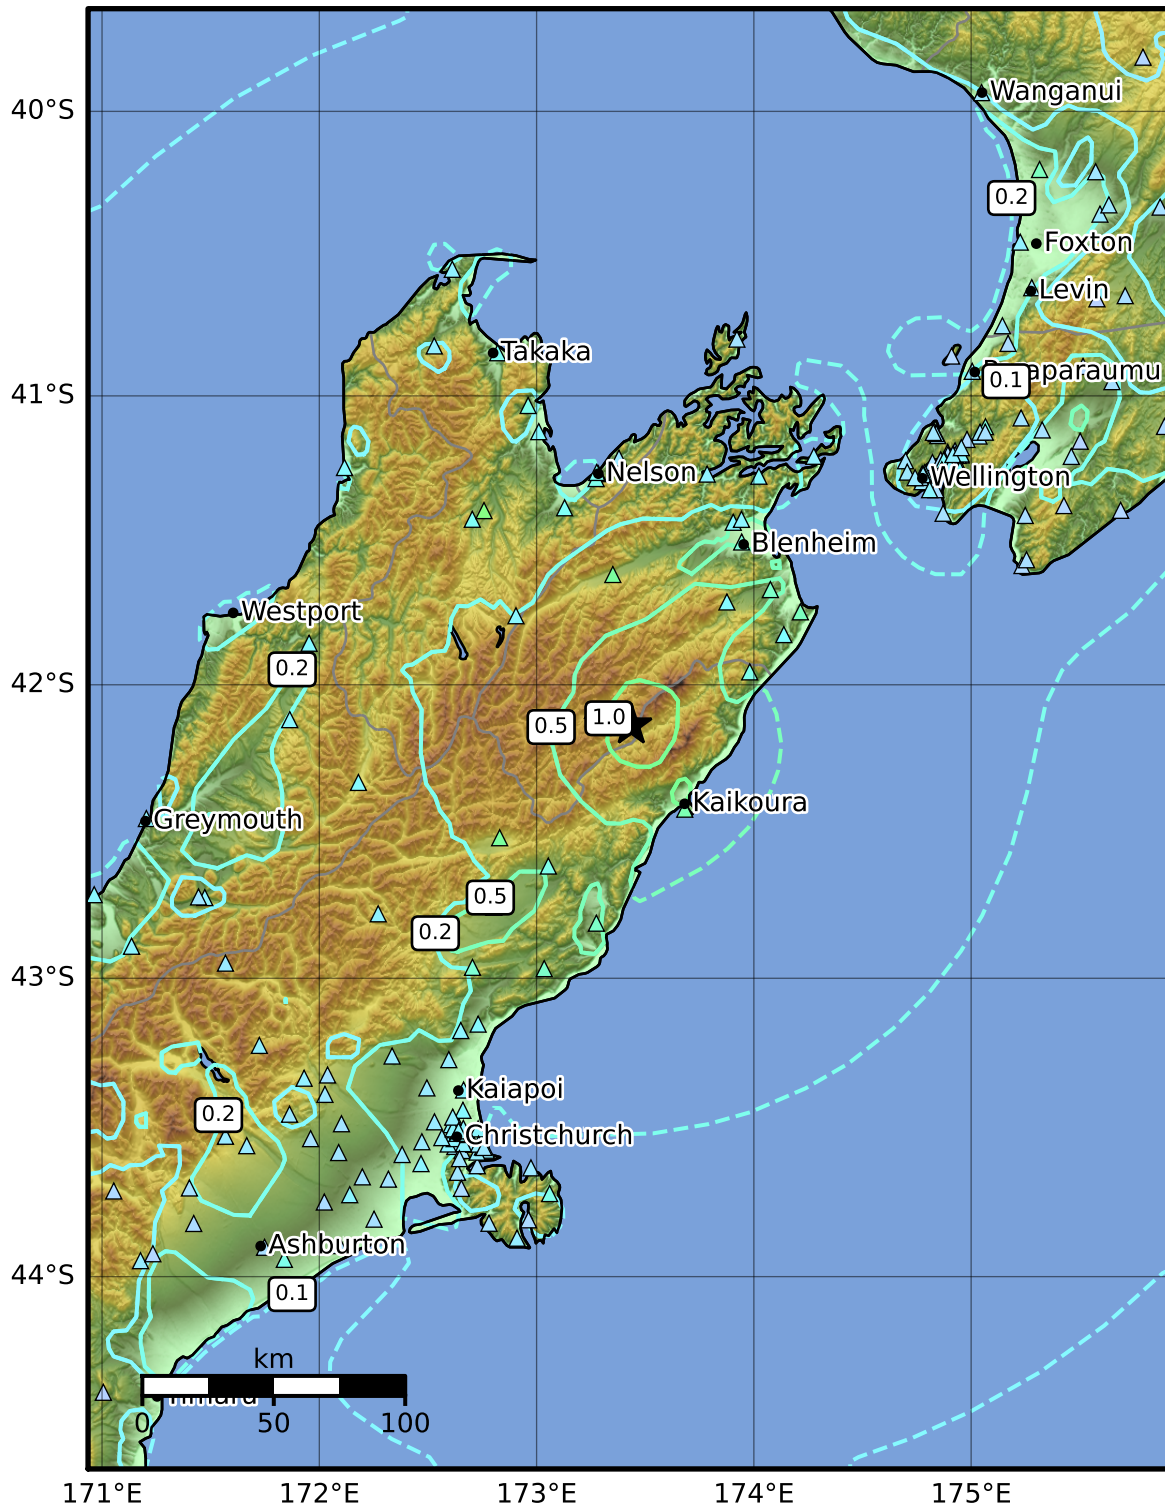 40°S
41°S
42°S
43°S
44°S
Wanganui
0.2
Foxton
Levin
Takaka
Paraparaumu
0.1
Nelson
Wellington
Blenheim
Westport
0.2
0.5
1.0
Kaikoura
Greymouth
0.5
0.2
Kaiapoi
0.2
Christchurch
Ashburton
0.1
km
Timaru
0
50
100
171°E
172°E
173°E
174°E
175°E